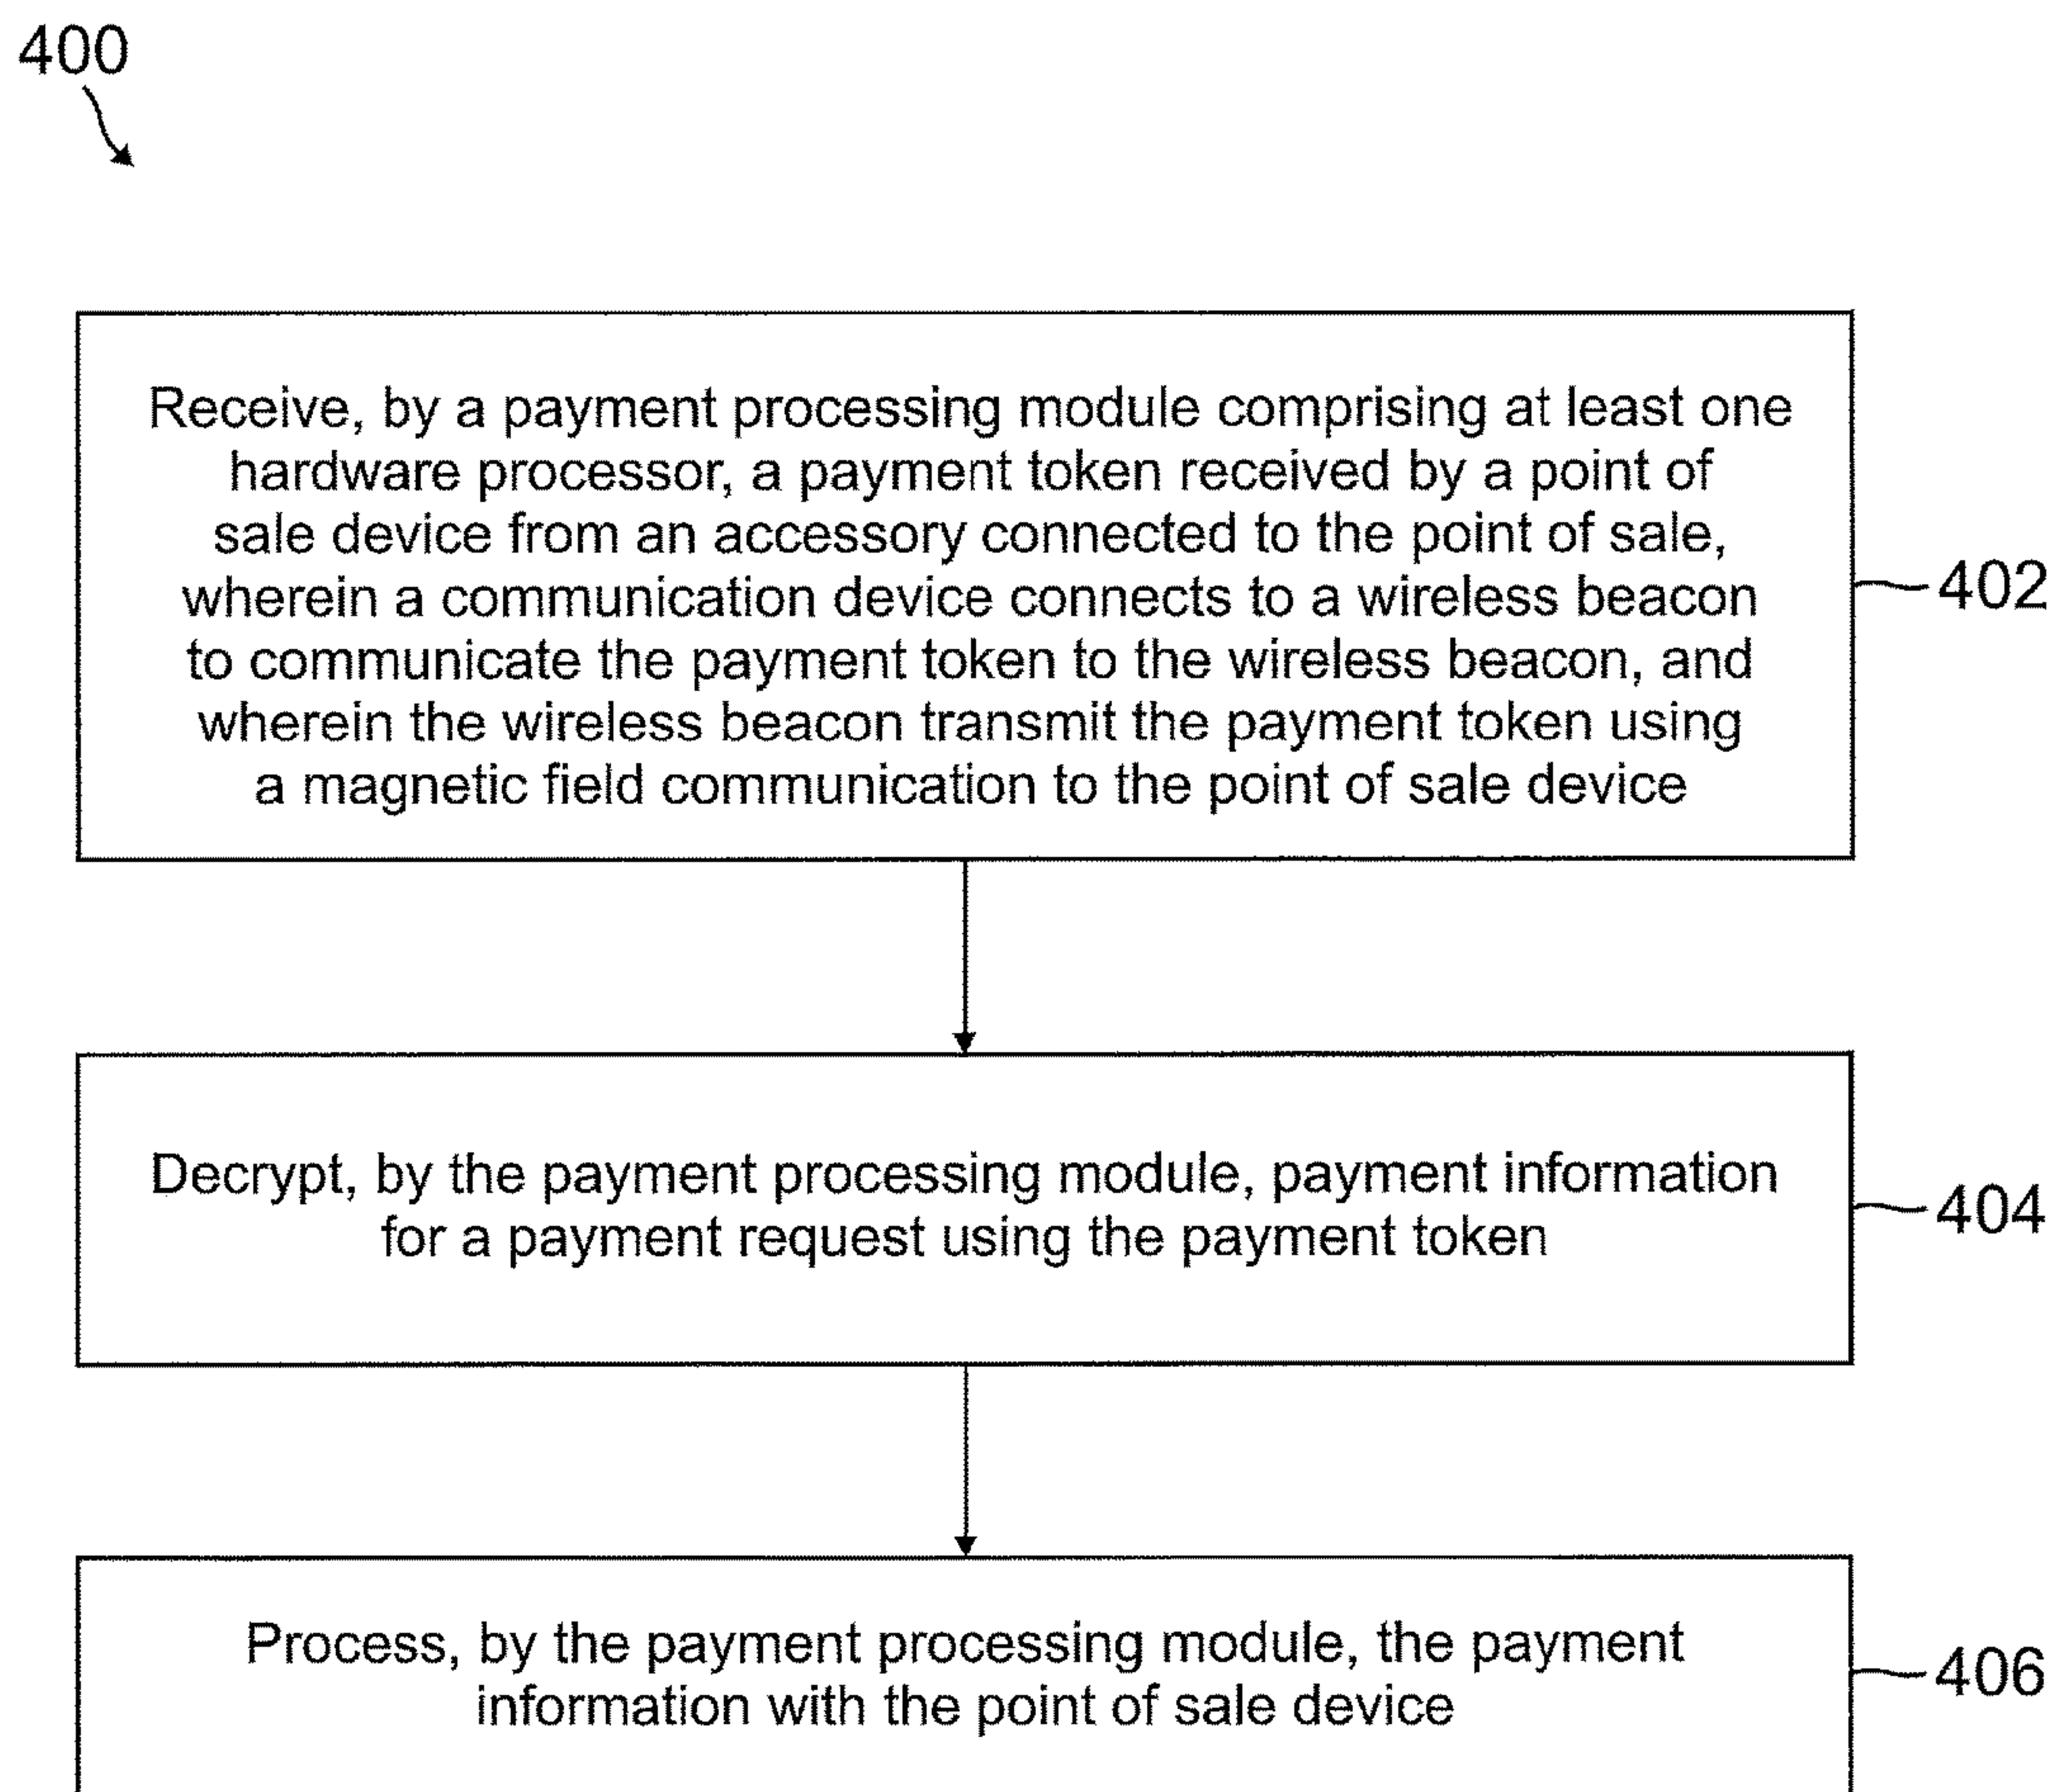 400
Receive, by a payment processing module comprising at least one
hardware processor, a payment token received by a point of
sale device from an accessory connected to the point of sale,
wherein a communication device connects to a wireless beacon
to communicate the payment token to the wireless beacon, and
wherein the wireless beacon transmit the payment token using
a magnetic field communication to the point of sale device
402
Decrypt, by the payment processing module, payment information
for a payment request using the payment token
404
Process, by the payment processing module, the payment
information with the point of sale device
406